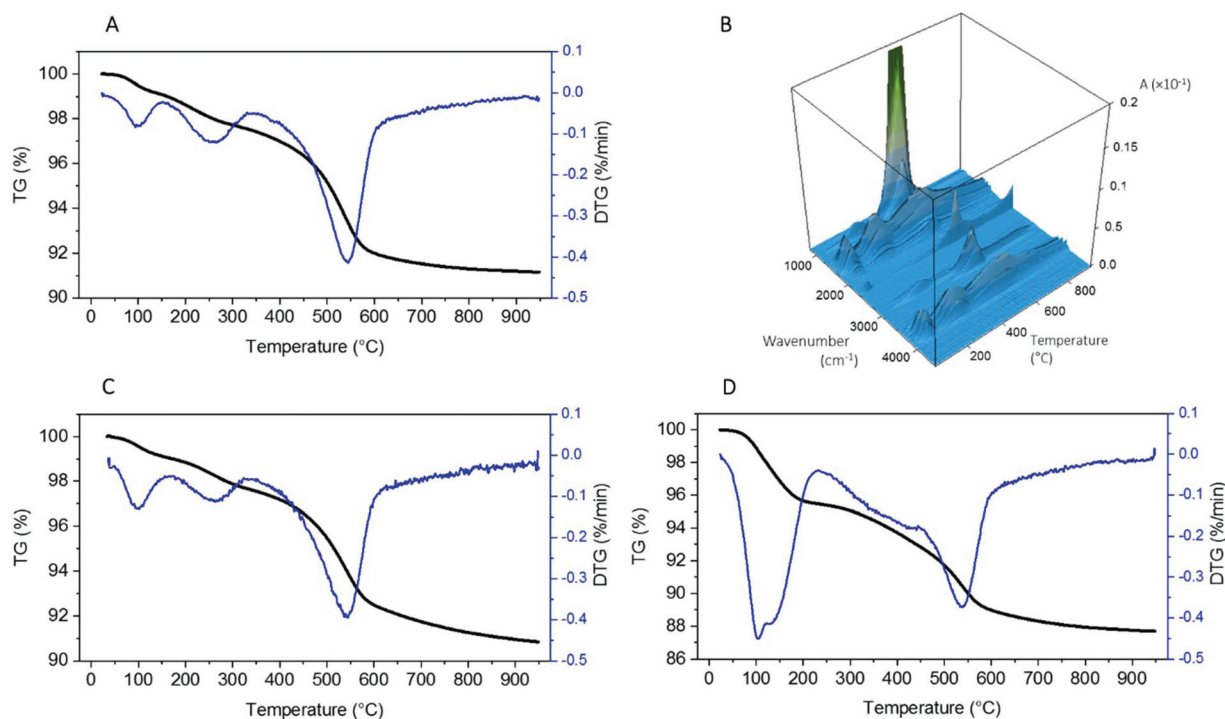 A
TG (%)
100
98
96
94
92
90
0.1
0.0
-0.1
-0.2
-0.3
-0.4
-0.5
DTG (%/min)
0 100 200 300 400 500 600 700 800 900
Temperature (°C)
B
A (×10-1)
0.2
0.15
0.1
0.5
0.0
1000
2000
3000
4000
Wavenumber
(cm-1)
200
400
600
800
Temperature
(°C)
C
TG (%)
100
98
96
94
92
90
0.1
0.0
-0.1
-0.2
-0.3
-0.4
-0.5
DTG (%/min)
0 100 200 300 400 500 600 700 800 900
Temperature (°C)
D
TG (%)
100
98
96
94
92
90
88
86
0.1
0.0
-0.1
-0.2
-0.3
-0.4
-0.5
DTG (%/min)
0 100 200 300 400 500 600 700 800 900
Temperature (°C)